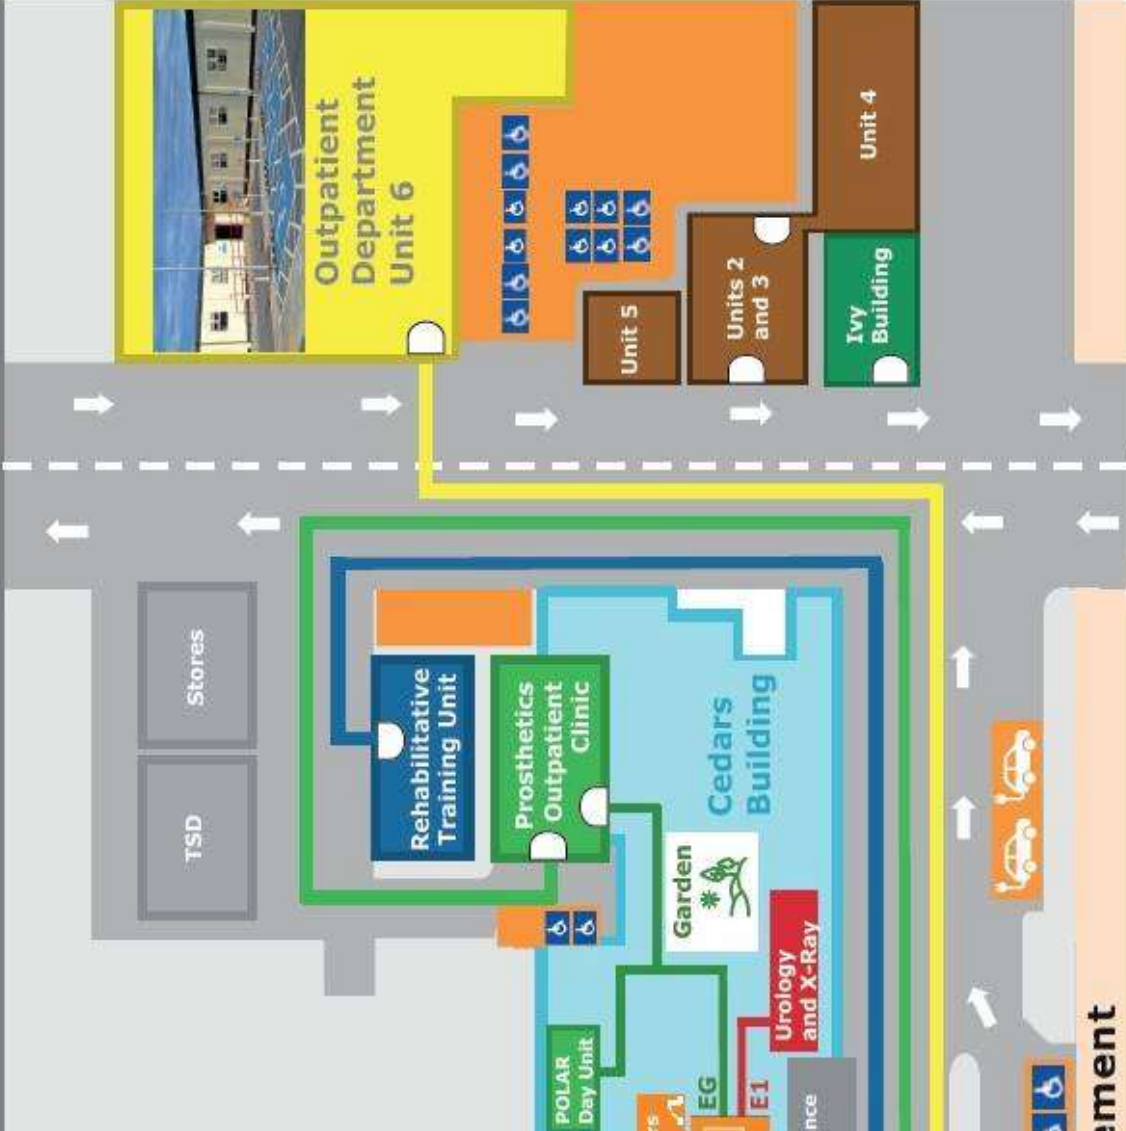 Outpatient
Department
Unit 6
Unit 4
Units 2
and 3
Unit 5
Ivy
Building
Stores
TSD
Rehabilitative
Training Unit
Prosthetics
Outpatient
Clinic
Cedars
Building
Garden
Urology
and X-Ray
POLAR
Day Unit
EG
E1